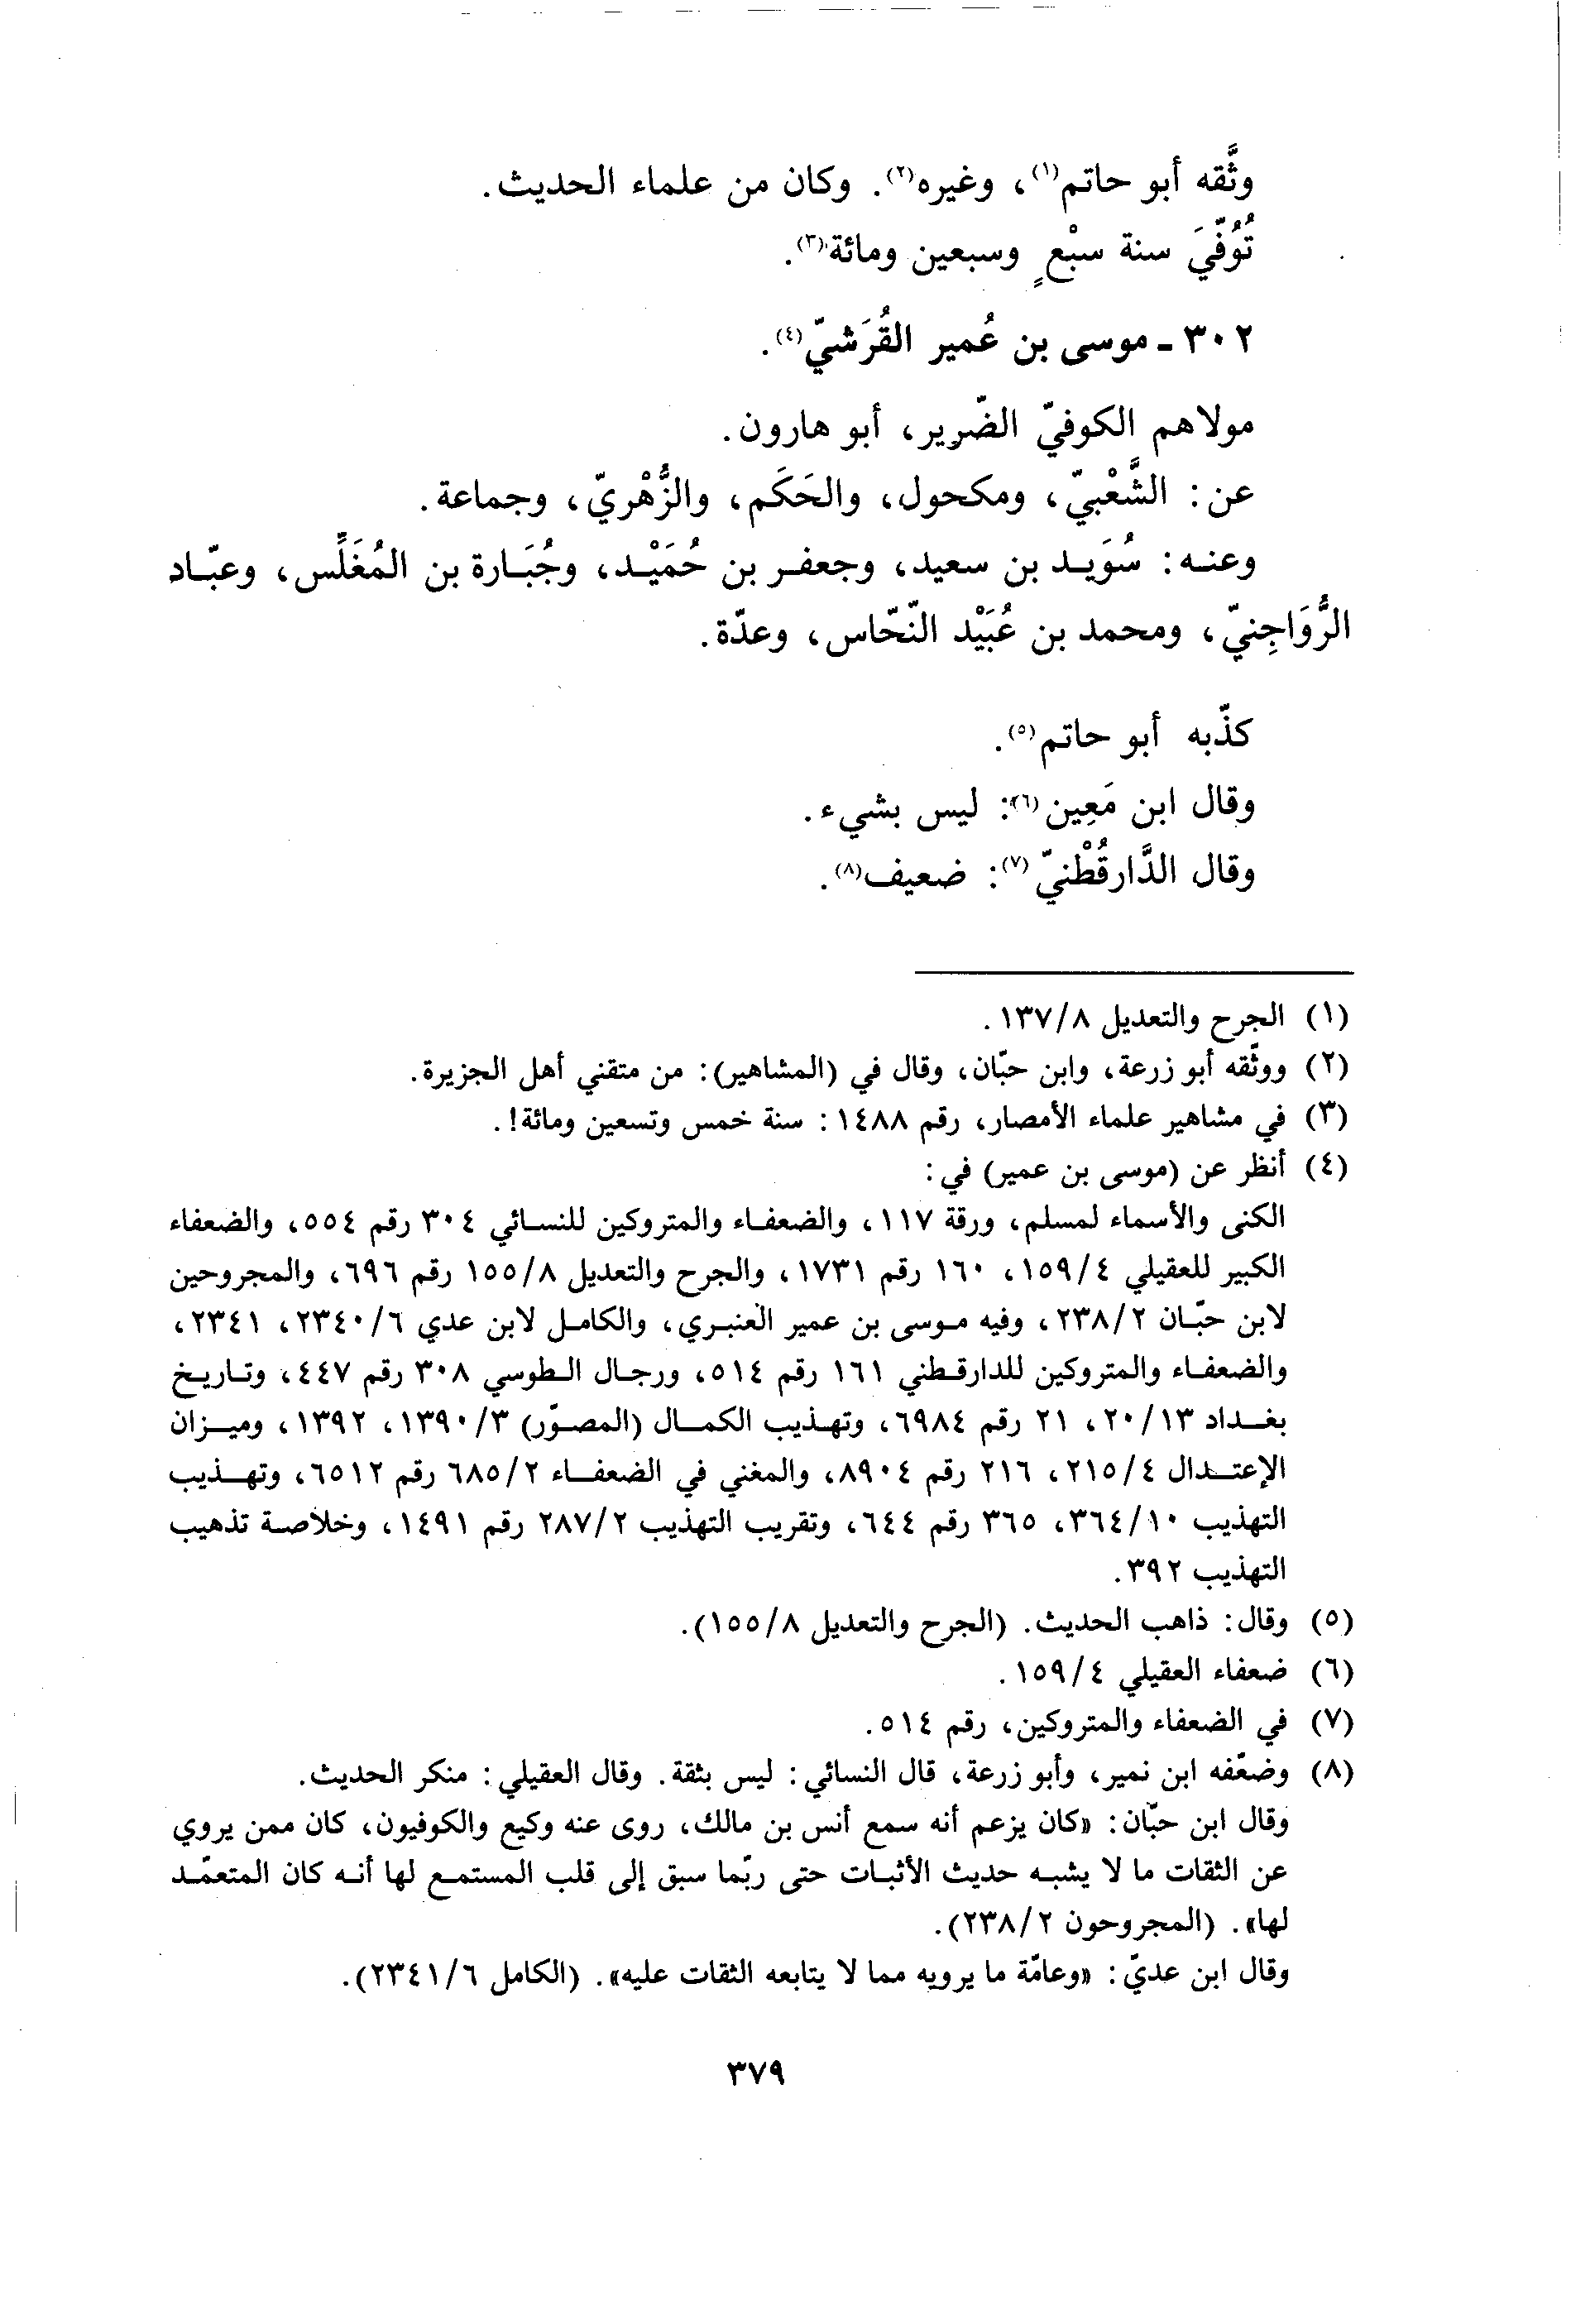 وثَّقه أبو حاتم(١)، وغيره(٢). وكان من علماء الحديث.
تُوُفّيَ سنة سبْعٍ وسبعين ومائة(٣).
٣٠٢ - موسى بن عُمير القُرَشيّ(٤).
مولاهم الكوفيّ الضّرير، أبو هارون.
عن: الشَّعْبيّ، ومكحول، والحَكَم، والزُّهْريّ، وجماعة.
وعنه: سُوَيد بن سعيد، وجعفر بن حُمَيْد، وجُبَارة بن المُغَلِّس، وعبّاد
الرُّوَاجِنيّ، ومحمد بن عُبَيْد النّحّاس، وعدّة.
كذّبه أبو حاتم(٥).
وقال ابن مَعِين(٦): ليس بشيء.
وقال الدَّارقُطْنيّ(٧): ضعيف(٨).
(١) الجرح والتعديل ١٣٧/٨.
(٢) ووثّقه أبو زرعة، وابن حبّان، وقال في (المشاهير): من متقني أهل الجزيرة.
(٣) في مشاهير علماء الأمصار، رقم ١٤٨٨: سنة خمس وتسعين ومائة!.
(٤) أنظر عن (موسى بن عمير) في:
الكنى والأسماء لمسلم، ورقة ١١٧، والضعفاء والمتروكين للنسائي ٣٠٤ رقم ٥٥٤، والضعفاء
الكبير للعقيلي ١٥٩/٤، ١٦٠ رقم ١٧٣١، والجرح والتعديل ١٥٥/٨ رقم ٦٩٦، والمجروحين
لابن حبّان ٢٣٨/٢، وفيه موسى بن عمير العنبري، والكامل لابن عدي ٢٣٤٠/٦، ٢٣٤١،
والضعفاء والمتروكين للدارقطني ١٦١ رقم ٥١٤، ورجال الطوسي ٣٠٨ رقم ٤٤٧، وتاريخ
بغداد ٢٠/١٣، ٢١ رقم ٦٩٨٤، وتهذيب الكمال (المصوّر) ١٣٩٠/٣، ١٣٩٢، وميزان
الإعتدال ٢١٥/٤، ٢١٦ رقم ٨٩٠٤، والمغني في الضعفاء ٦٨٥/٢ رقم ٦٥١٢، وتهذيب
التهذيب ٣٦٤/١٠، ٣٦٥ رقم ٦٤٤، وتقريب التهذيب ٢٨٧/٢ رقم ١٤٩١، وخلاصة تذهيب
التهذيب ٣٩٢.
(٥) وقال: ذاهب الحديث. (الجرح والتعديل ١٥٥/٨).
(٦) ضعفاء العقيلي ١٥٩/٤.
(٧) في الضعفاء والمتروكين، رقم ٥١٤.
(٨) وضعّفه ابن نمير، وأبو زرعة، قال النسائي: ليس بثقة. وقال العقيلي: منكر الحديث.
وقال ابن حبّان: «كان يزعم أنه سمع أنس بن مالك، روى عنه وكيع والكوفيون، كان ممن يروي
عن الثقات ما لا يشبه حديث الأثبات حتى ربّما سبق إلى قلب المستمع لها أنه كان المتعمّد
لها». (المجروحون ٢٣٨/٢).
وقال ابن عديّ: «وعامّة ما يرويه مما لا يتابعه الثقات عليه». (الكامل ٢٣٤١/٦).
٣٧٩